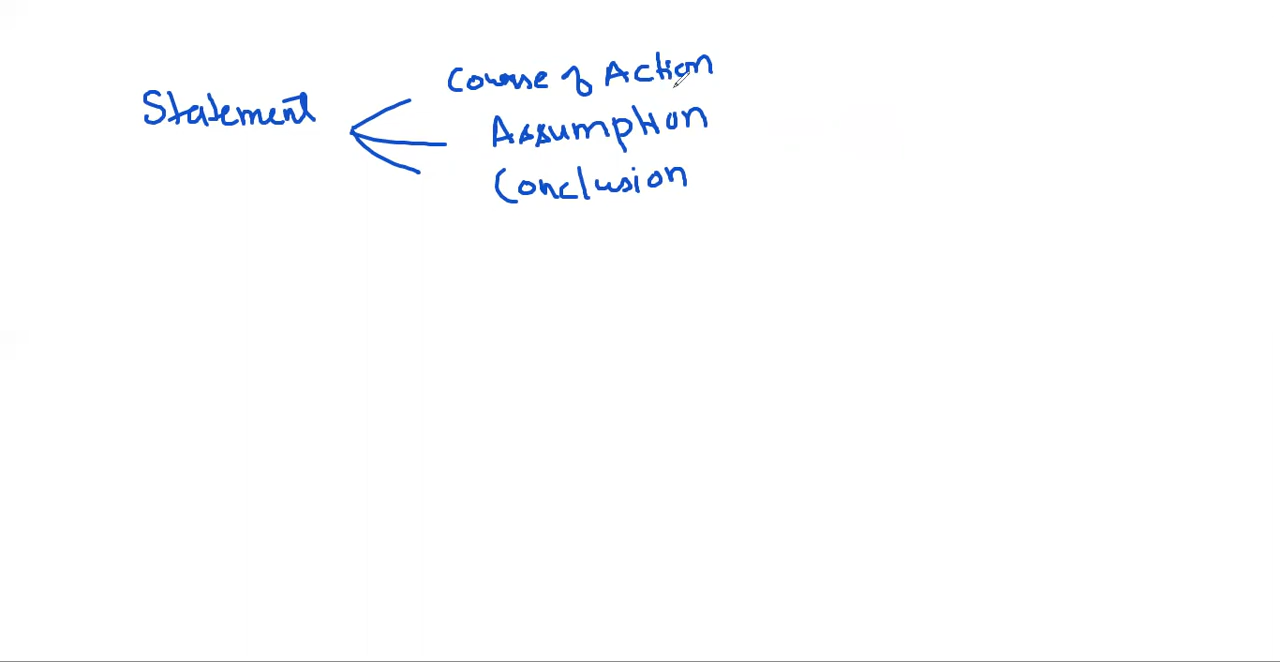 Course of Action
Statement
Assumption
Conclusion